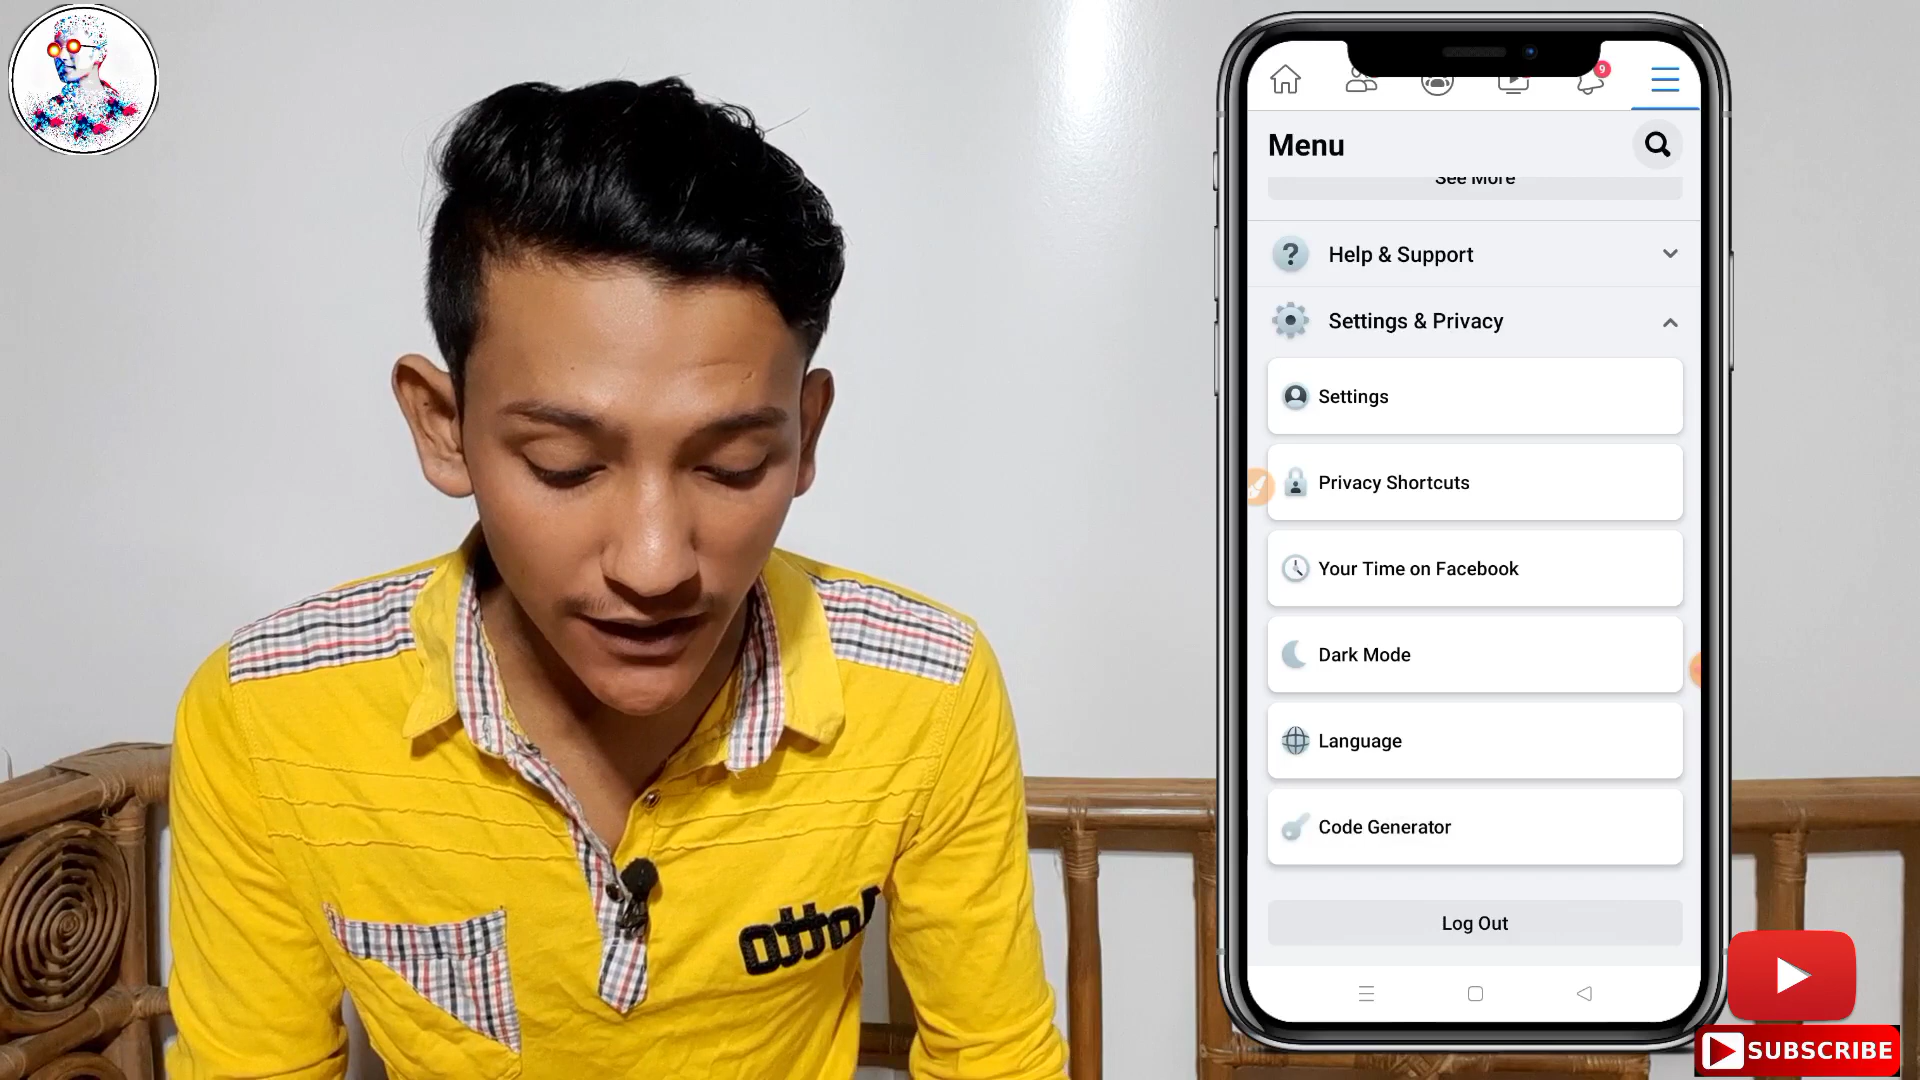 9
Menu
See More
Help & Support
Settings & Privacy
Settings
Privacy Shortcuts
Your Time on Facebook
Dark Mode
Language
Code Generator
Log Out
SUBSCRIBE